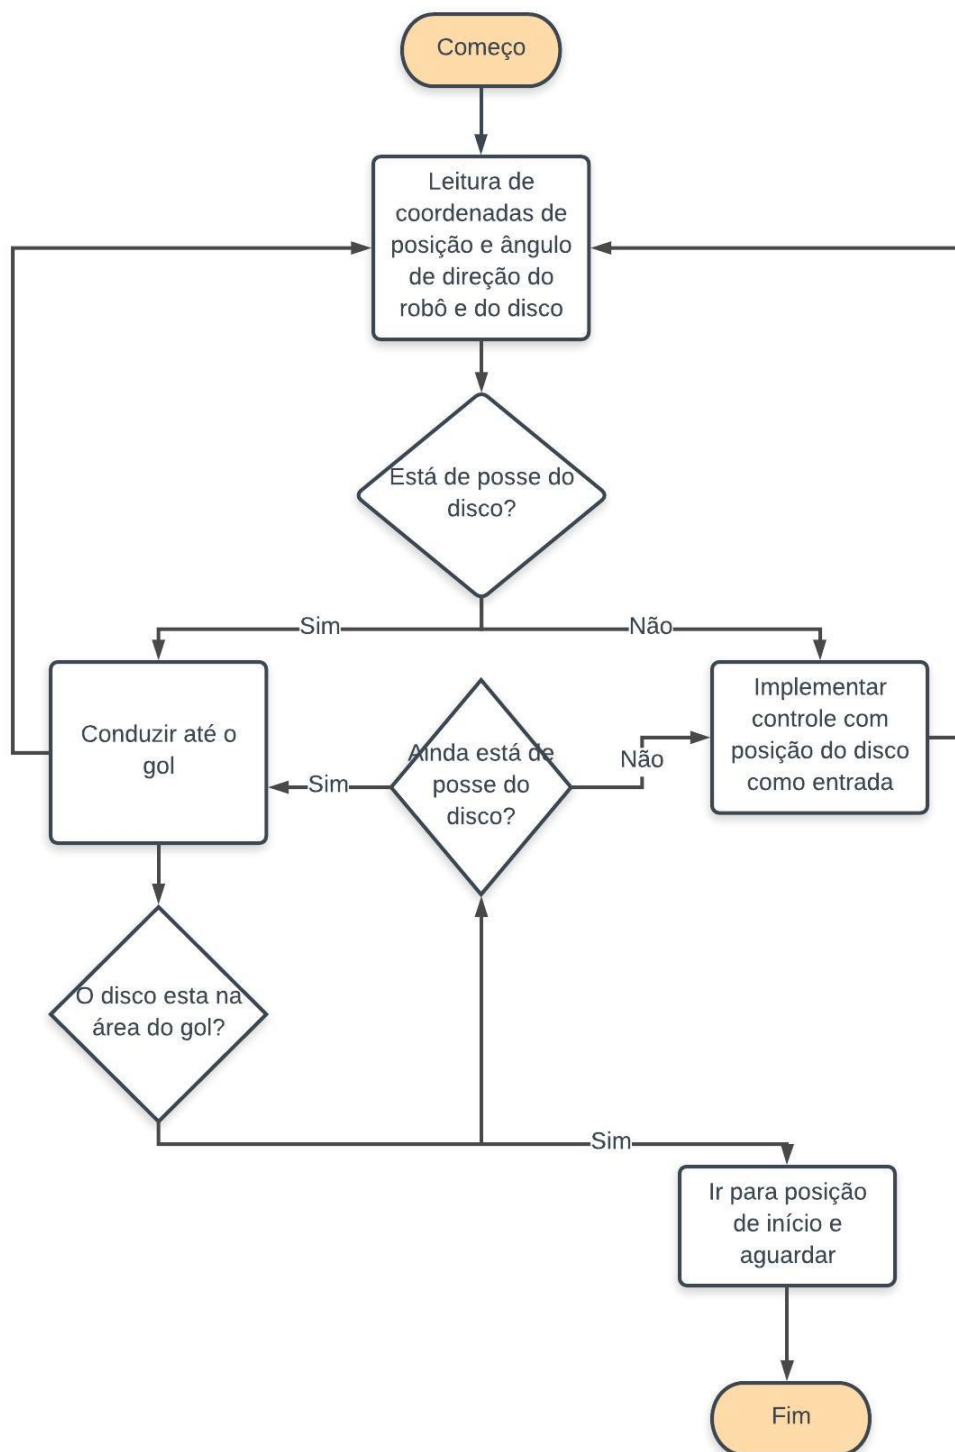 Começo
Leitura de
coordenadas de
posição e ângulo
de direção do
robô e do disco
Está de posse do
disco?
Sim
Não
Conduzir até o
gol
Ainda está de
posse do
disco?
Sim
Não
Implementar
controle com
posição do disco
como entrada
O disco esta na
área do gol?
Sim
Ir para posição
de início e
aguardar
Fim